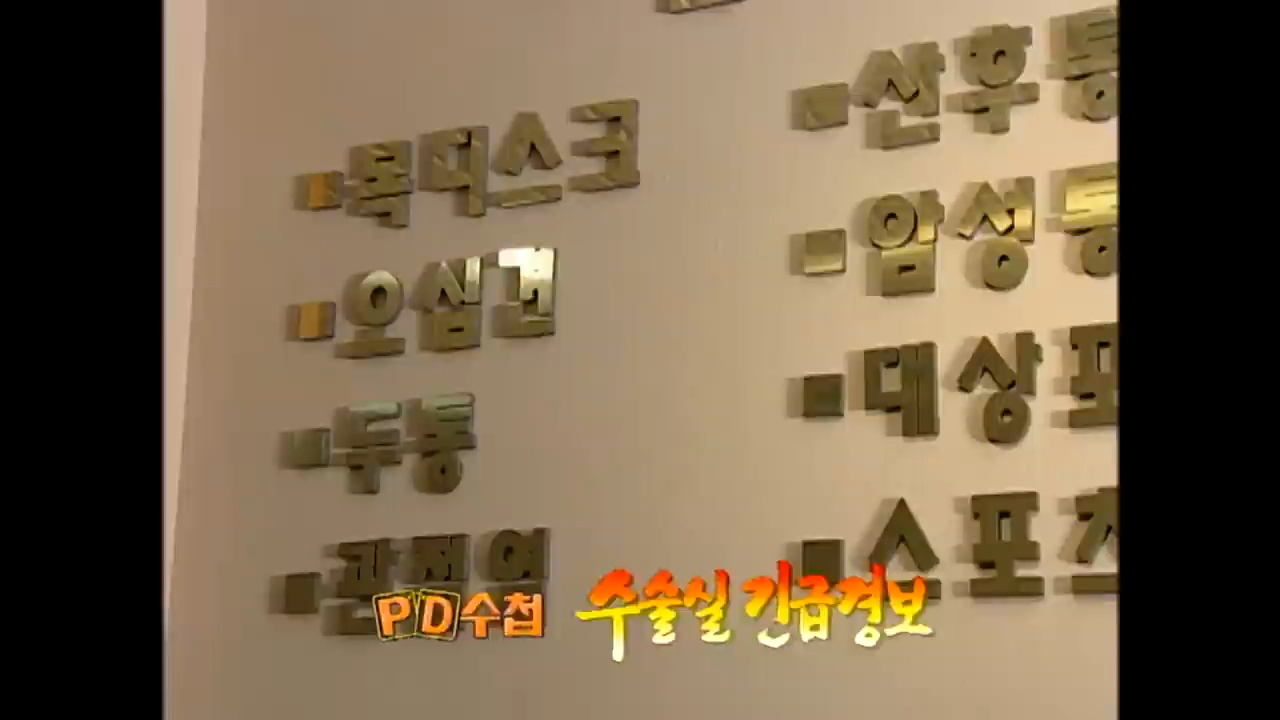 목디스크
오십견
두통
관절염
산후통
암성통
대상포
스포츠
PD수첩 수술실 긴급경보